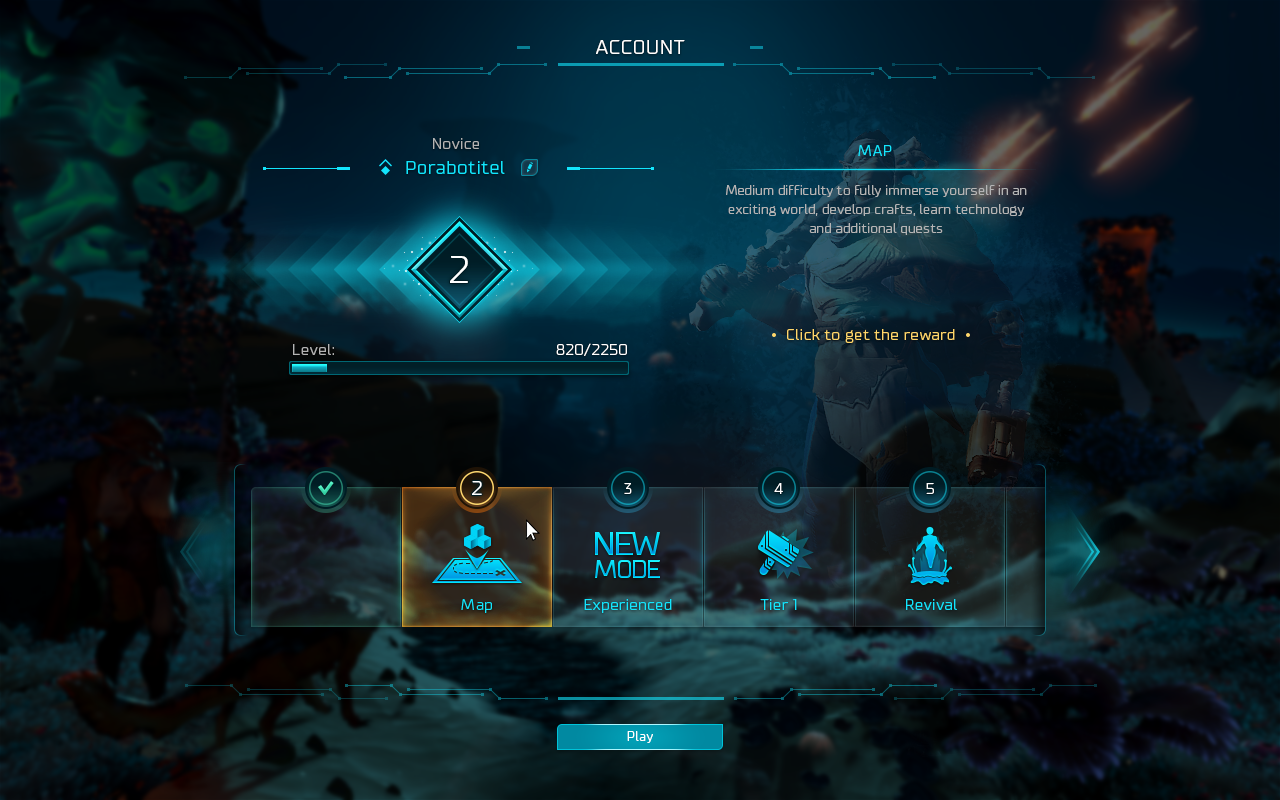 ACCOUNT
Novice
Porabotitel
2
Level:
820/2250
MAP
Medium difficulty to fully immerse yourself in an
exciting world, develop crafts, learn technology
and additional quests
• Click to get the reward •
2
3
4
5
NEW
MODE
Map
Experienced
Tier 1
Revival
Play